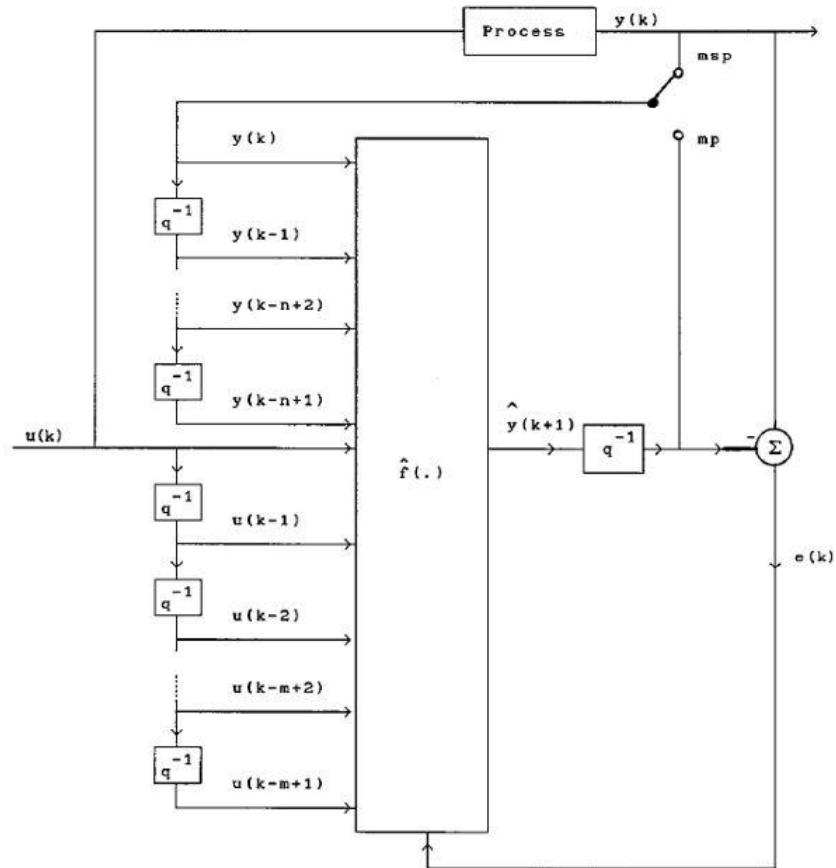 Process
y(k)
msp
mp
y(k)
q⁻¹
y(k-1)
y(k-n+2)
q⁻¹
y(k-n+1)
u(k)
ŷ(k+1)
q⁻¹
- Σ
f̂(.)
q⁻¹
u(k-1)
e(k)
q⁻¹
u(k-2)
u(k-m+2)
q⁻¹
u(k-m+1)